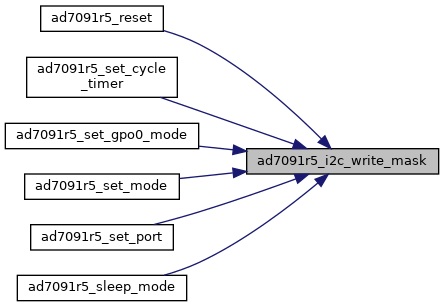 ad7091r5_reset
ad7091r5_set_cycle
_timer
ad7091r5_set_gpo0_mode
ad7091r5_i2c_write_mask
ad7091r5_set_mode
ad7091r5_set_port
ad7091r5_sleep_mode